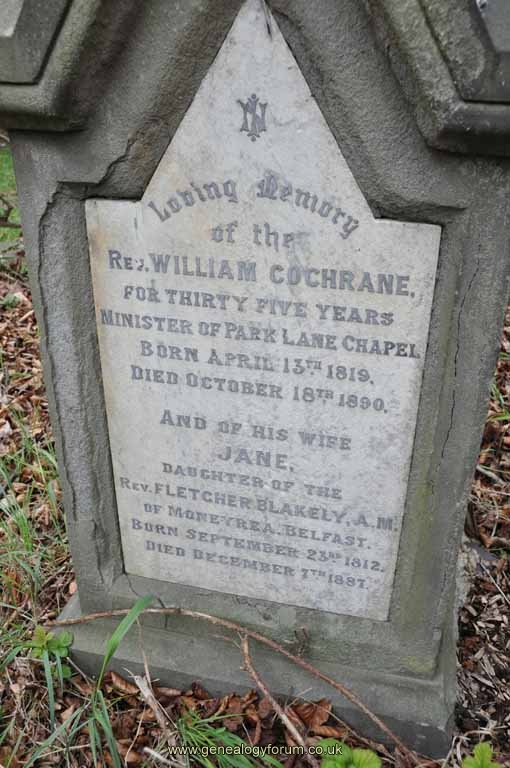 IN
Loving Memory
of the
REV. WILLIAM COCHRANE,
FOR THIRTY FIVE YEARS
MINISTER OF PARK LANE CHAPEL
BORN APRIL 13TH 1819.
DIED OCTOBER 18TH 1890.
AND OF HIS WIFE
JANE,
DAUGHTER OF THE
REV. FLETCHER BLAKELY, A.M.
OF MONEYREA, BELFAST.
BORN SEPTEMBER 23RD 1812.
DIED DECEMBER 7TH 1887.
www.genealogyforum.co.uk